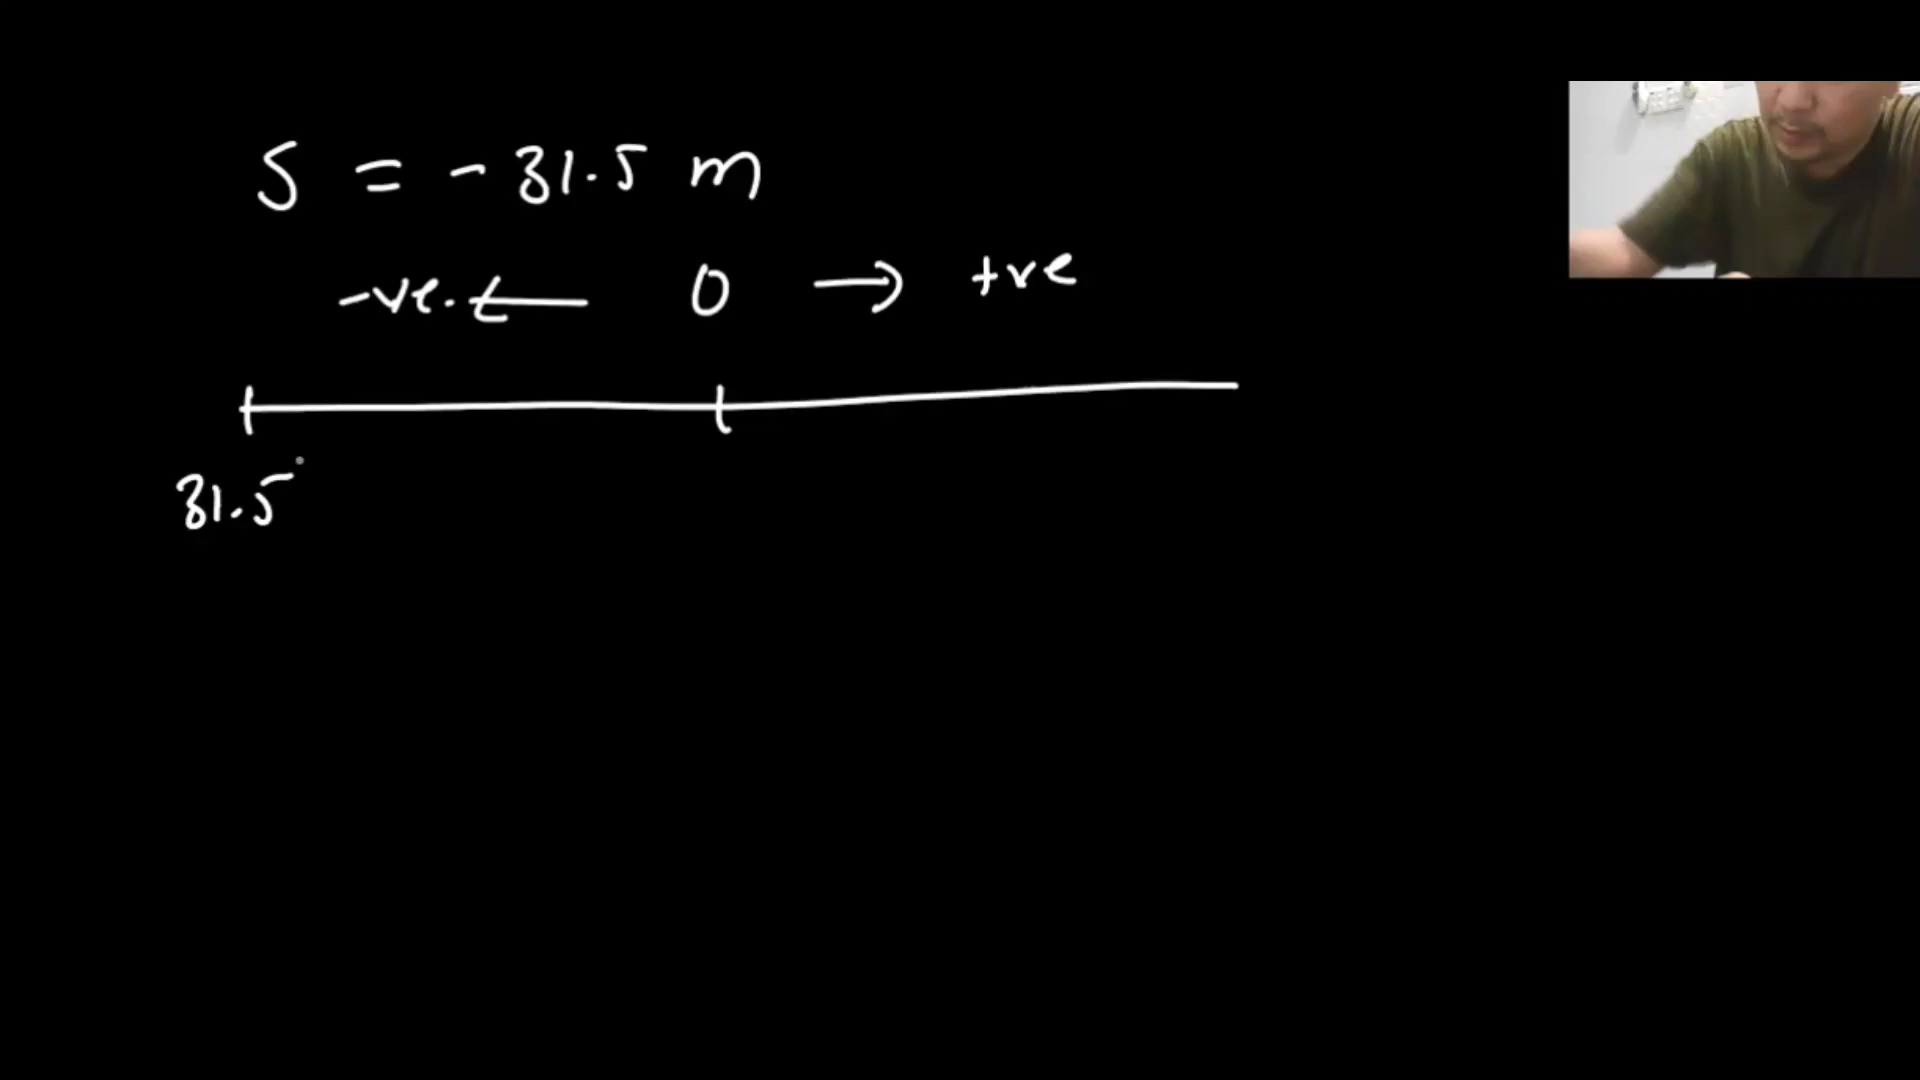 S = - 31.5 m
-ve. ← 0 → +ve
31.5